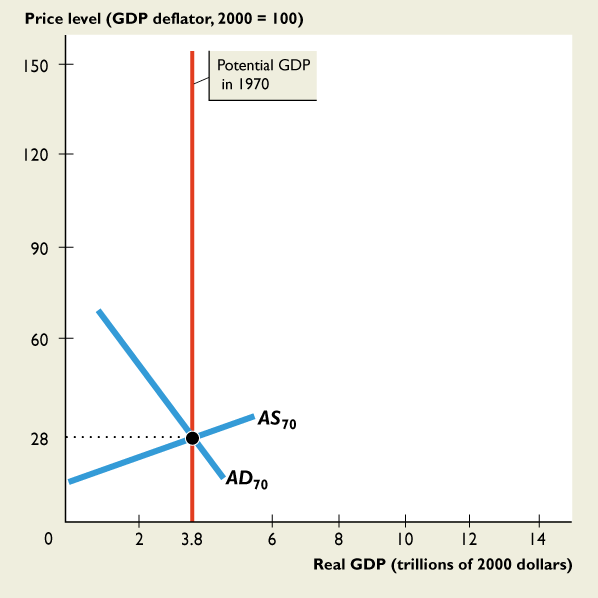 Price level (GDP deflator, 2000 = 100)
150
Potential GDP
in 1970
120
90
60
28
AS70
AD70
0
2
3.8
6
8
10
12
14
Real GDP (trillions of 2000 dollars)